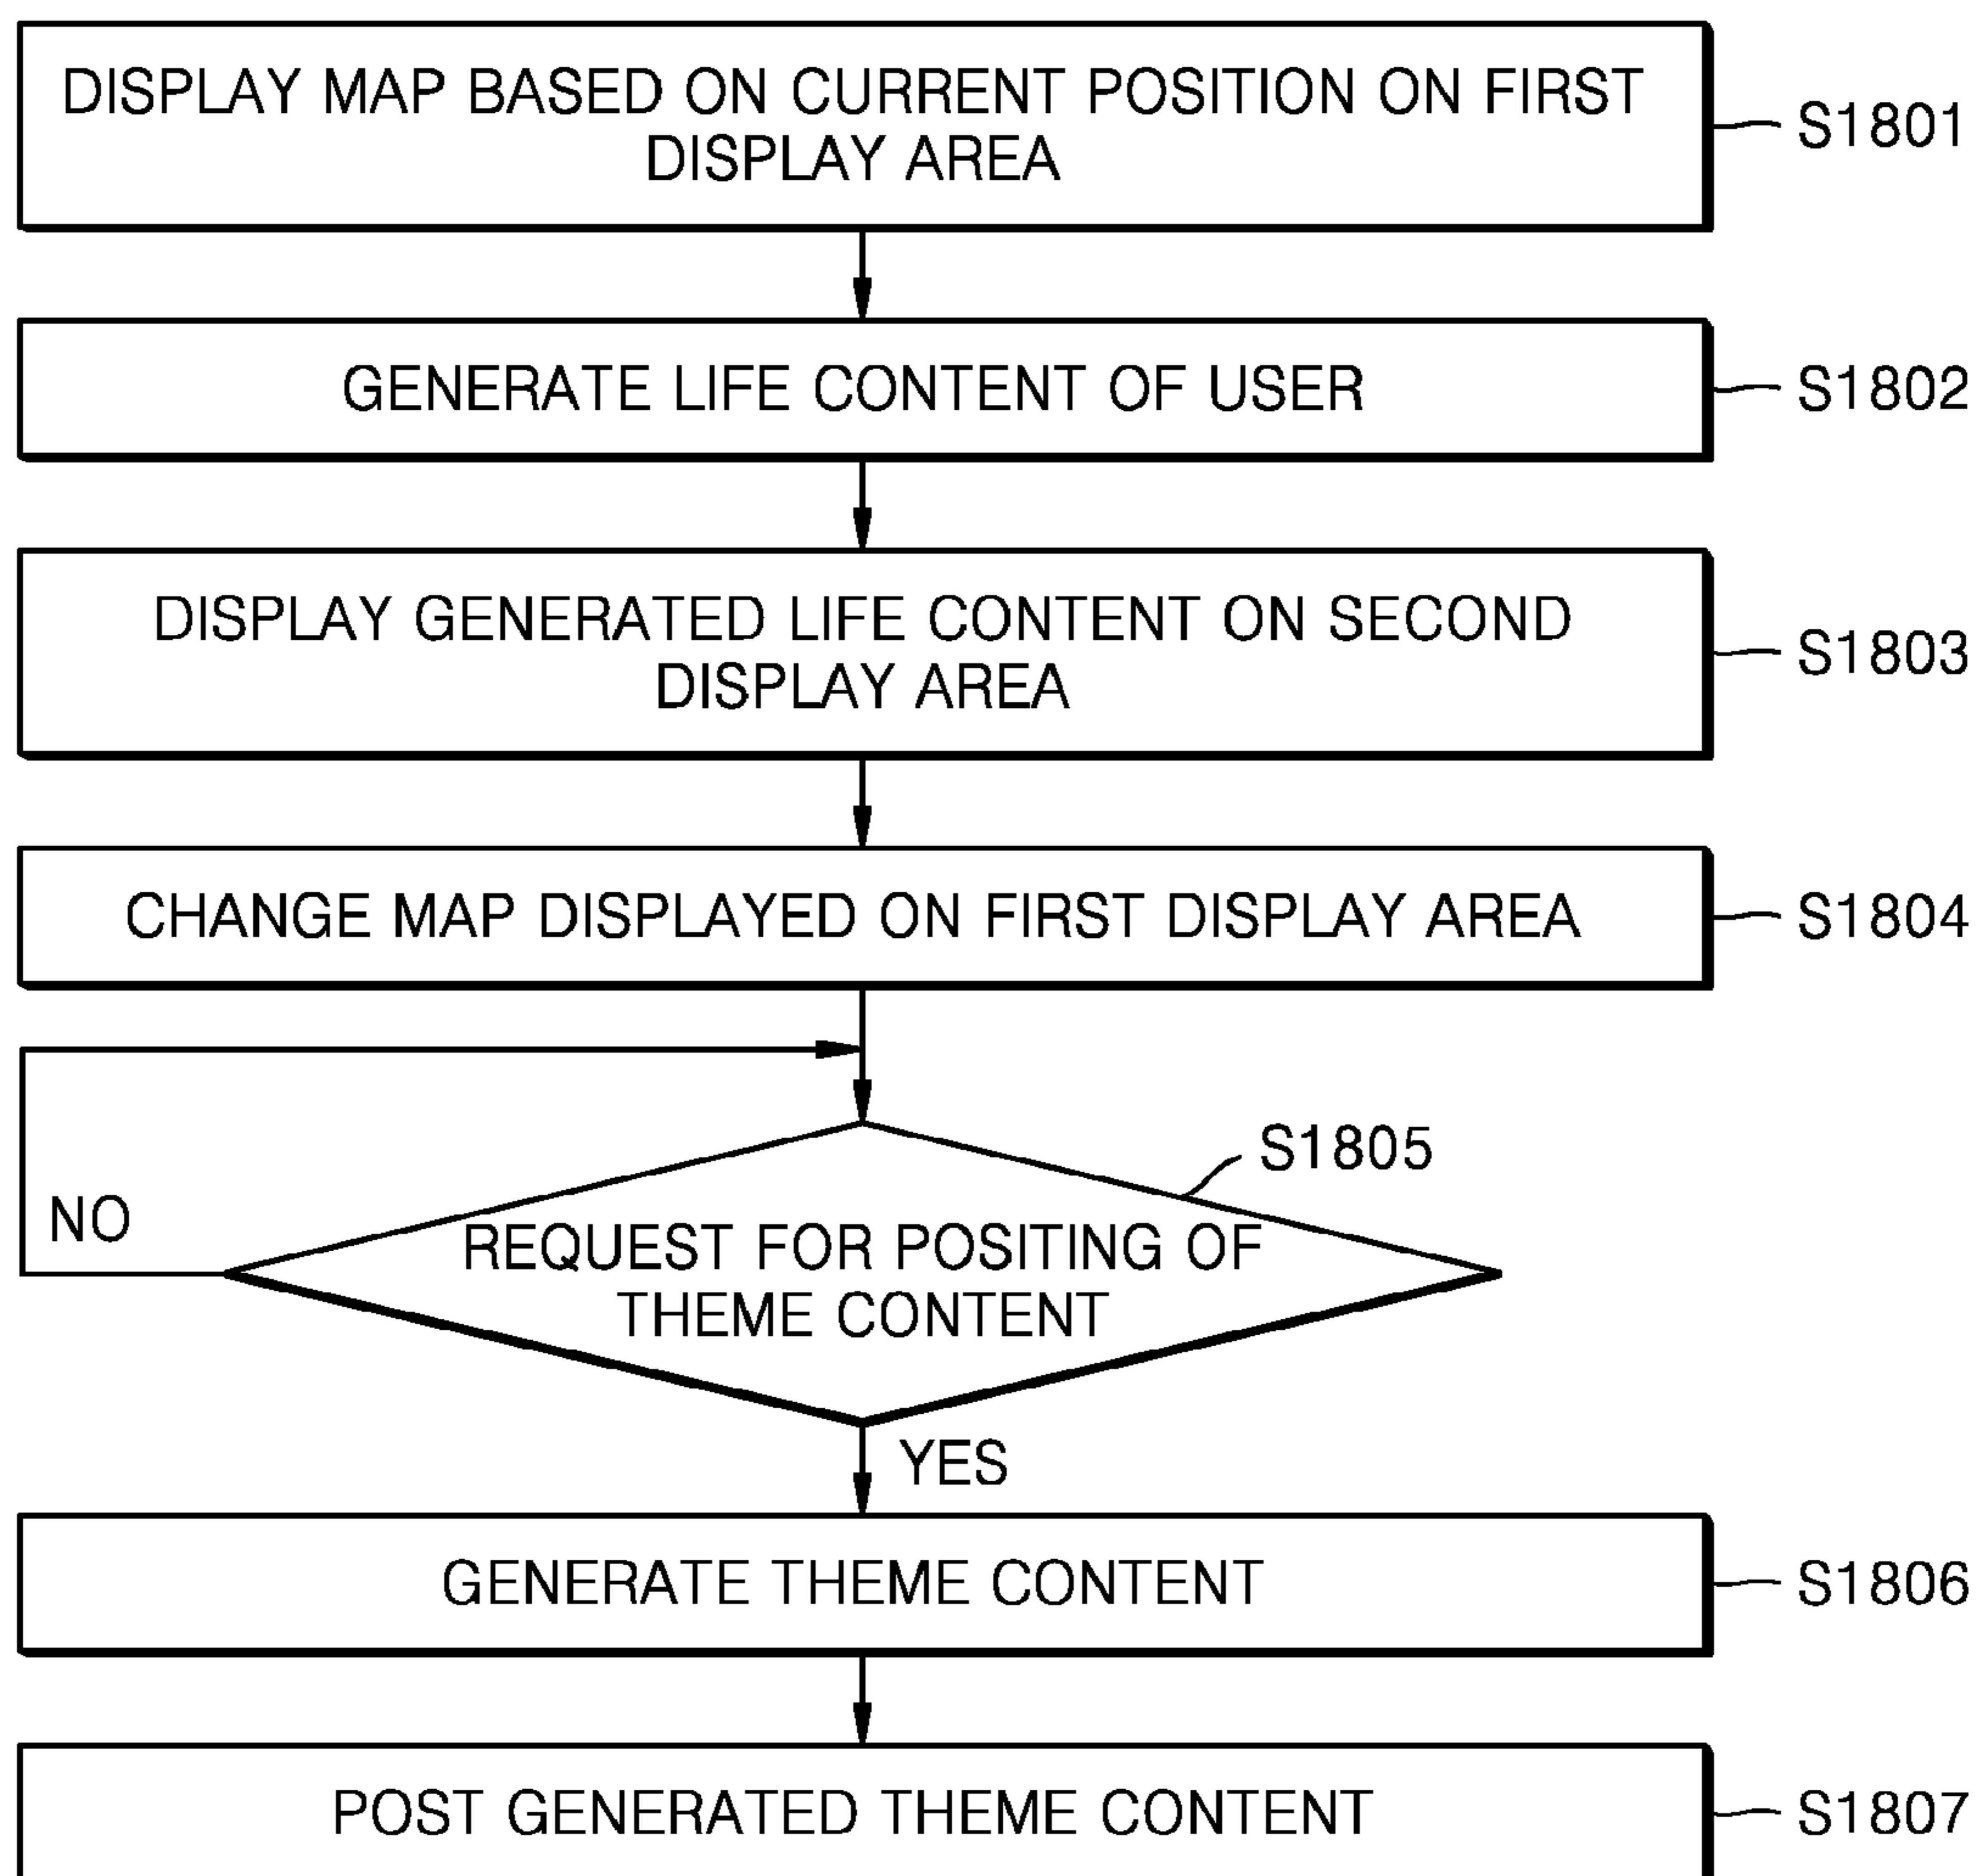 DISPLAY MAP BASED ON CURRENT POSITION ON FIRST
DISPLAY AREA
S1801
GENERATE LIFE CONTENT OF USER
S1802
DISPLAY GENERATED LIFE CONTENT ON SECOND
DISPLAY AREA
S1803
CHANGE MAP DISPLAYED ON FIRST DISPLAY AREA
S1804
S1805
NO
REQUEST FOR POSITING OF
THEME CONTENT
YES
GENERATE THEME CONTENT
S1806
POST GENERATED THEME CONTENT
S1807